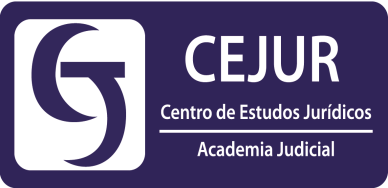 CEJUR
Centro de Estudos Jurídicos
Academia Judicial